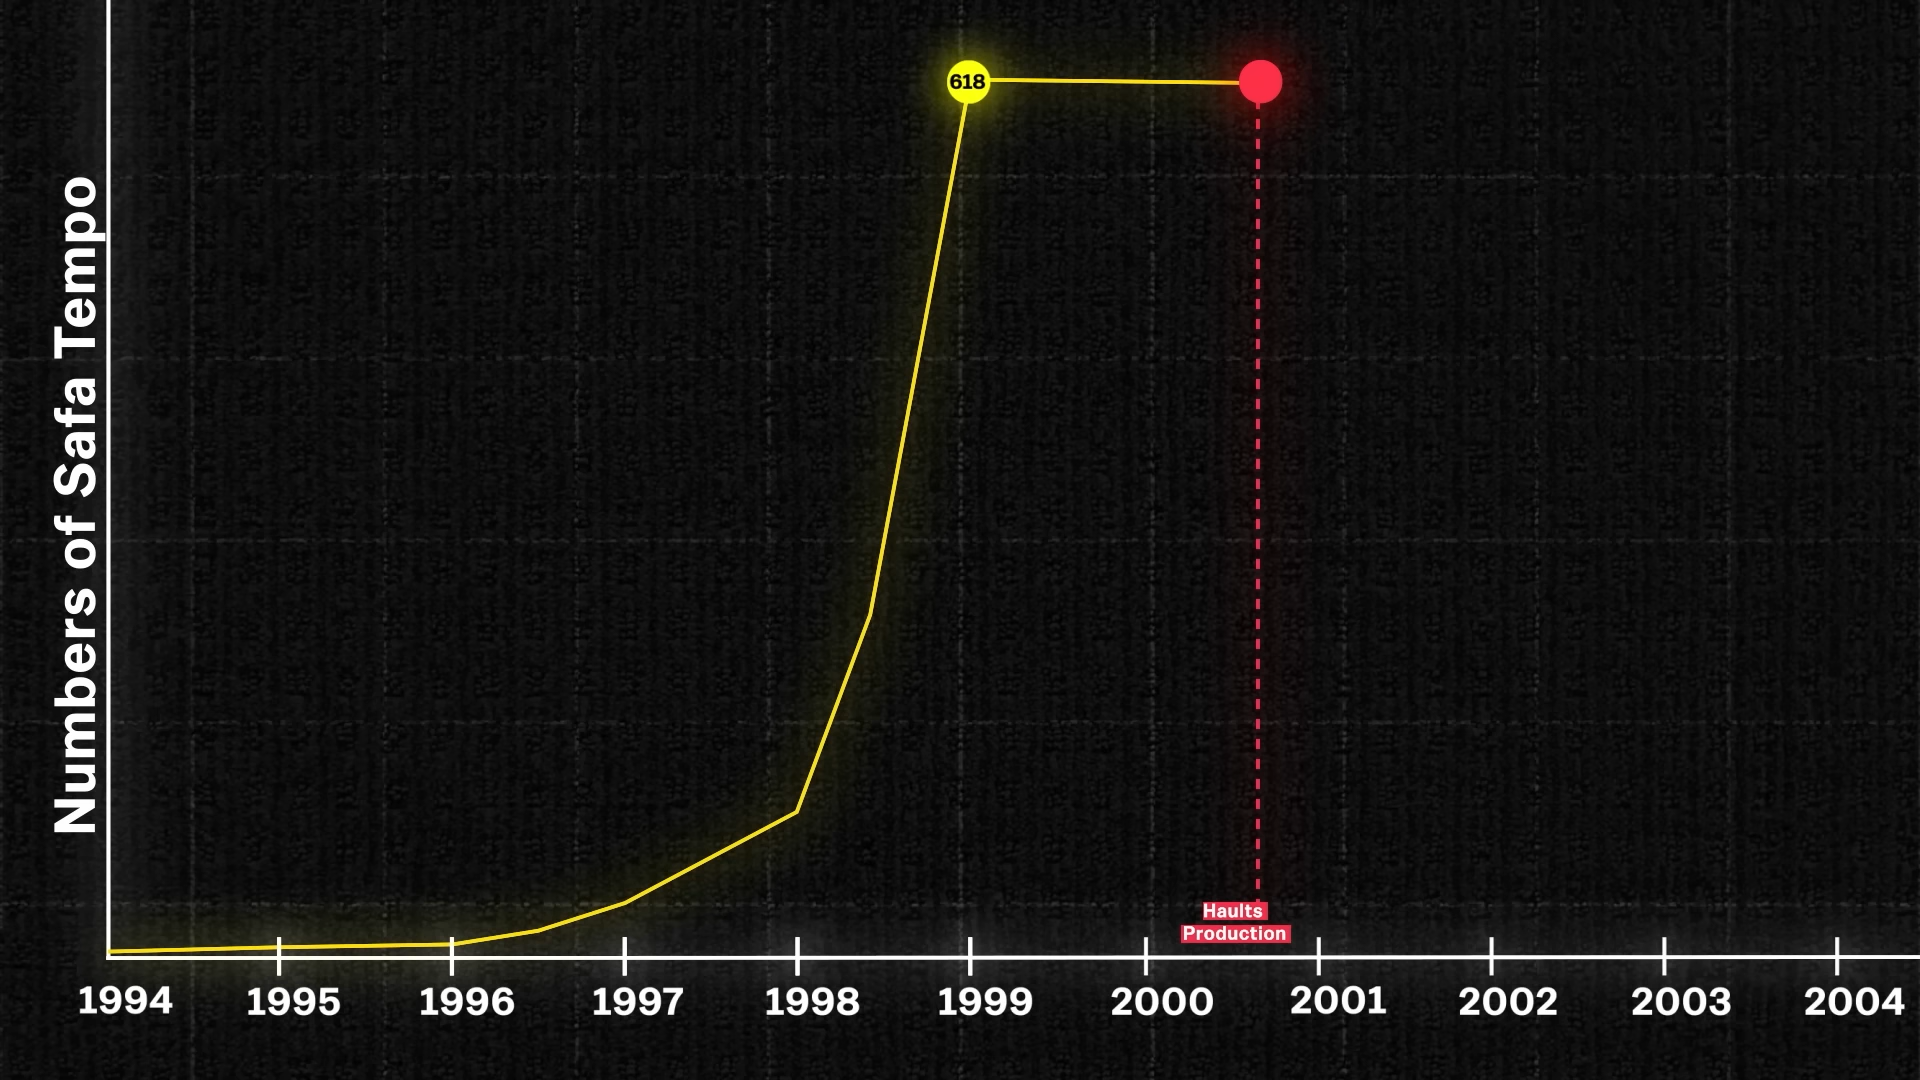 Numbers of Safa Tempo
618
Haults
Production
1994 1995 1996 1997 1998 1999 2000 2001 2002 2003 2004